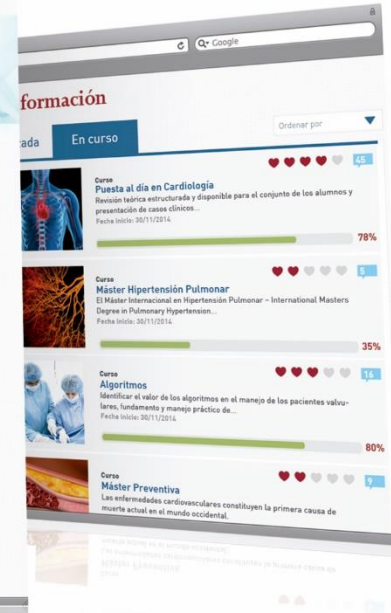 Google
formación
ada
En curso
Ordenar por
45
Curso
Puesta al día en Cardiología
Revisión teórica estructurada y disponible para el conjunto de los alumnos y
presentación de casos clínicos...
Fecha inicio: 30/11/2014
78%
5
Curso
Máster Hipertensión Pulmonar
El Máster Internacional en Hipertensión Pulmonar – International Masters
Degree in Pulmonary Hypertension...
Fecha inicio: 30/11/2014
35%
16
Curso
Algoritmos
Identificar el valor de los algoritmos en el manejo de los pacientes valvu-
lares, fundamento y manejo práctico de...
Fecha inicio: 30/11/2014
80%
9
Curso
Máster Preventiva
Las enfermedades cardiovasculares constituyen la primera causa de
muerte actual en el mundo occidental.